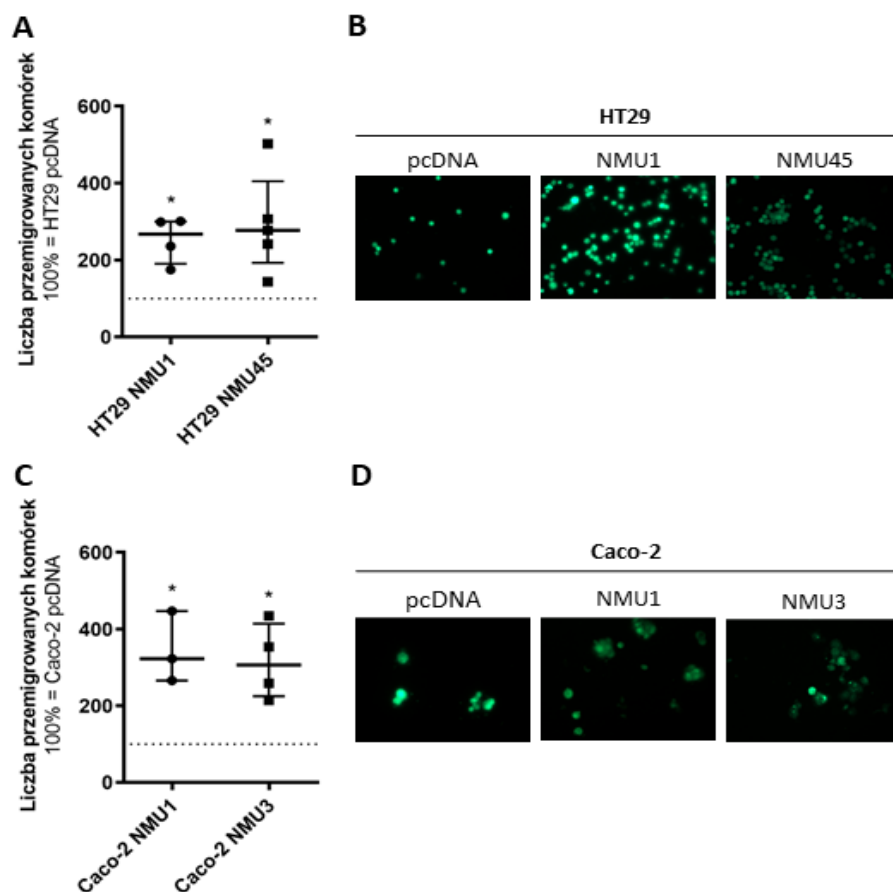 A
Liczba przemigrowanych komórek
100% = HT29 pcDNA
600
400
200
0
*
*
HT29 NMU1
HT29 NMU45
B
HT29
pcDNA
NMU1
NMU45
C
Liczba przemigrowanych komórek
100% = Caco-2 pcDNA
600
400
200
0
*
*
Caco-2 NMU1
Caco-2 NMU3
D
Caco-2
pcDNA
NMU1
NMU3